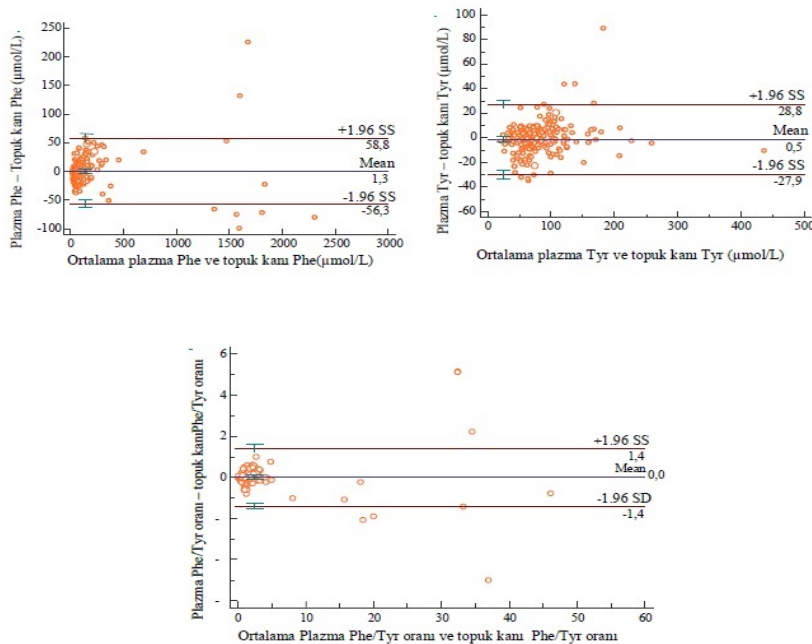 Plazma Phe – Topuk kanı Phe (µmol/L)
250
200
150
100
50
0
-50
-100
+1.96 SS
58,8
Mean
1,3
-1.96 SS
-56,3
0 500 1000 1500 2000 2500 3000
Ortalama plazma Phe ve topuk kanı Phe(µmol/L)
Plazma Tyr – topuk kanı Tyr (µmol/L)
100
80
60
40
20
0
-20
-40
60
+1.96 SS
28,8
Mean
0,5
-1.96 SS
-27,9
0 100 200 300 400 500
Ortalama plazma Tyr ve topuk kanı Tyr (µmol/L)
Plazma Phe/Tyr oranı – topuk kanıPhe/Tyr oranı
6
4
2
0
-
-
-
+1.96 SS
1,4
Mean 0,0
-1.96 SD
-1,4
0 10 20 30 40 50 60
Ortalama Plazma Phe/Tyr oranı ve topuk kanı Phe/Tyr oranı